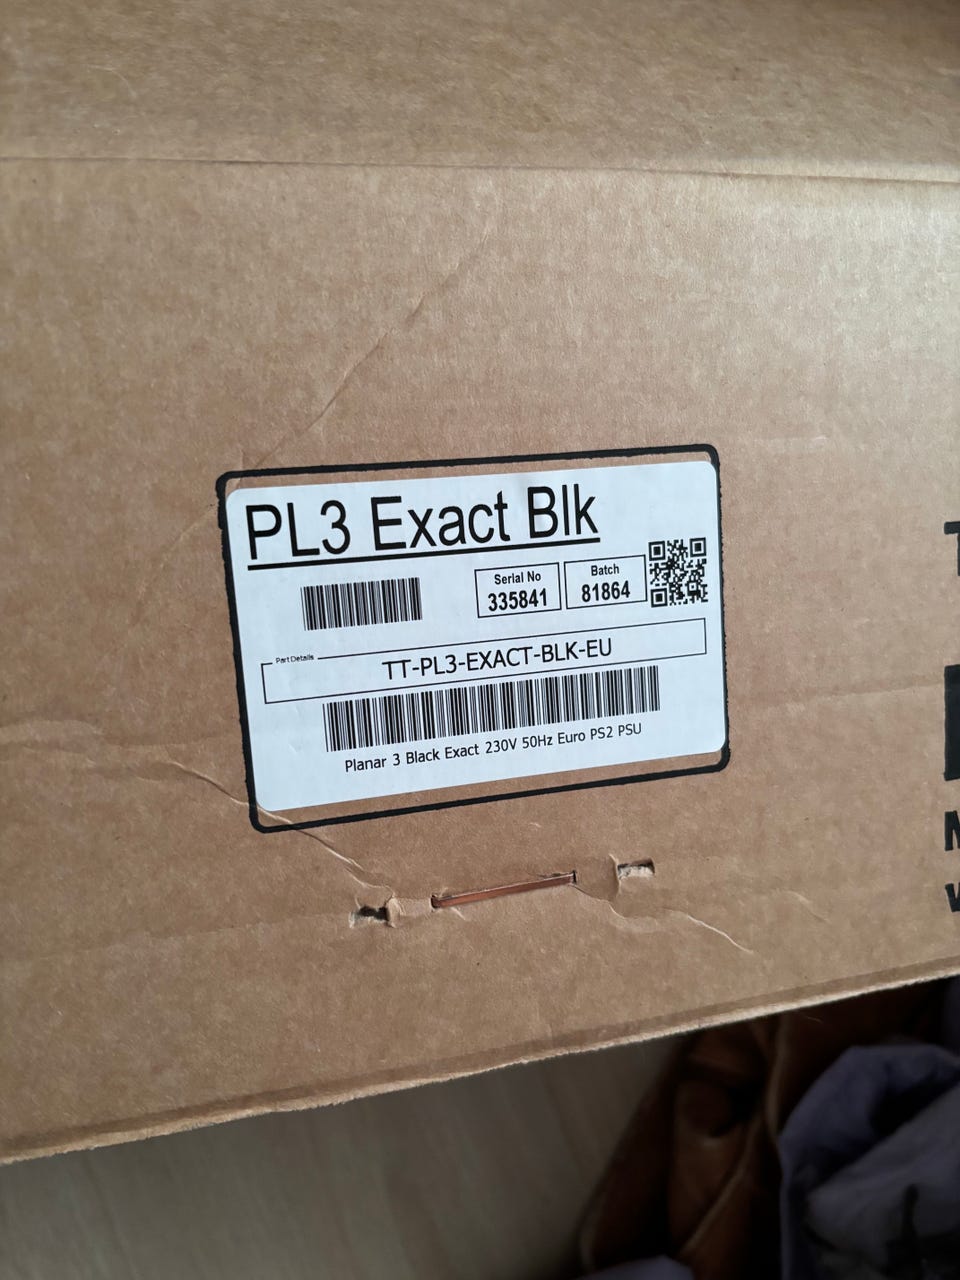 PL3 Exact Blk
Serial No
335841
Batch
81864
Part Details
TT-PL3-EXACT-BLK-EU
Planar 3 Black Exact 230V 50Hz Euro PS2 PSU